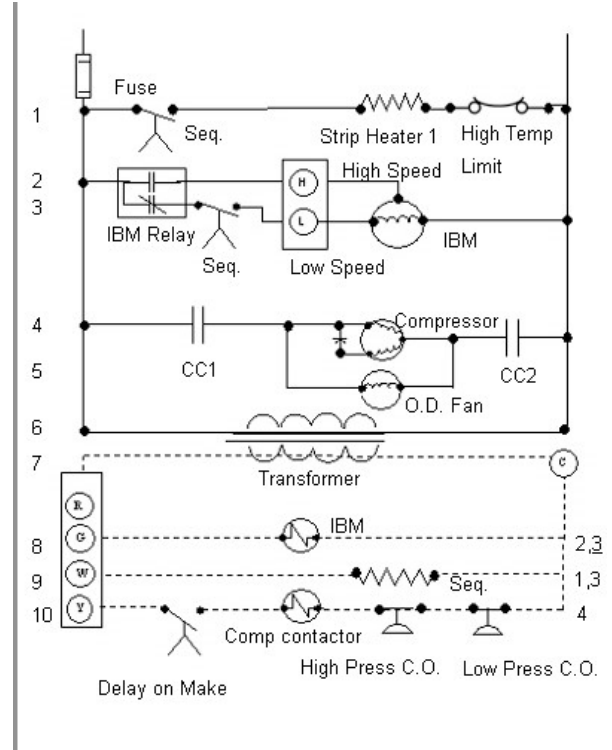 Fuse
1
Seq.
Strip Heater 1
High Temp
Limit
2
H
High Speed
3
L
IBM Relay
IBM
Seq.
Low Speed
4
Compressor
CC1
CC2
5
O.D. Fan
6
7
Transformer
C
R
IBM
8
G
2,3
9
W
Seq.
1,3
10
Y
4
Comp contactor
High Press C.O.
Low Press C.O.
Delay on Make